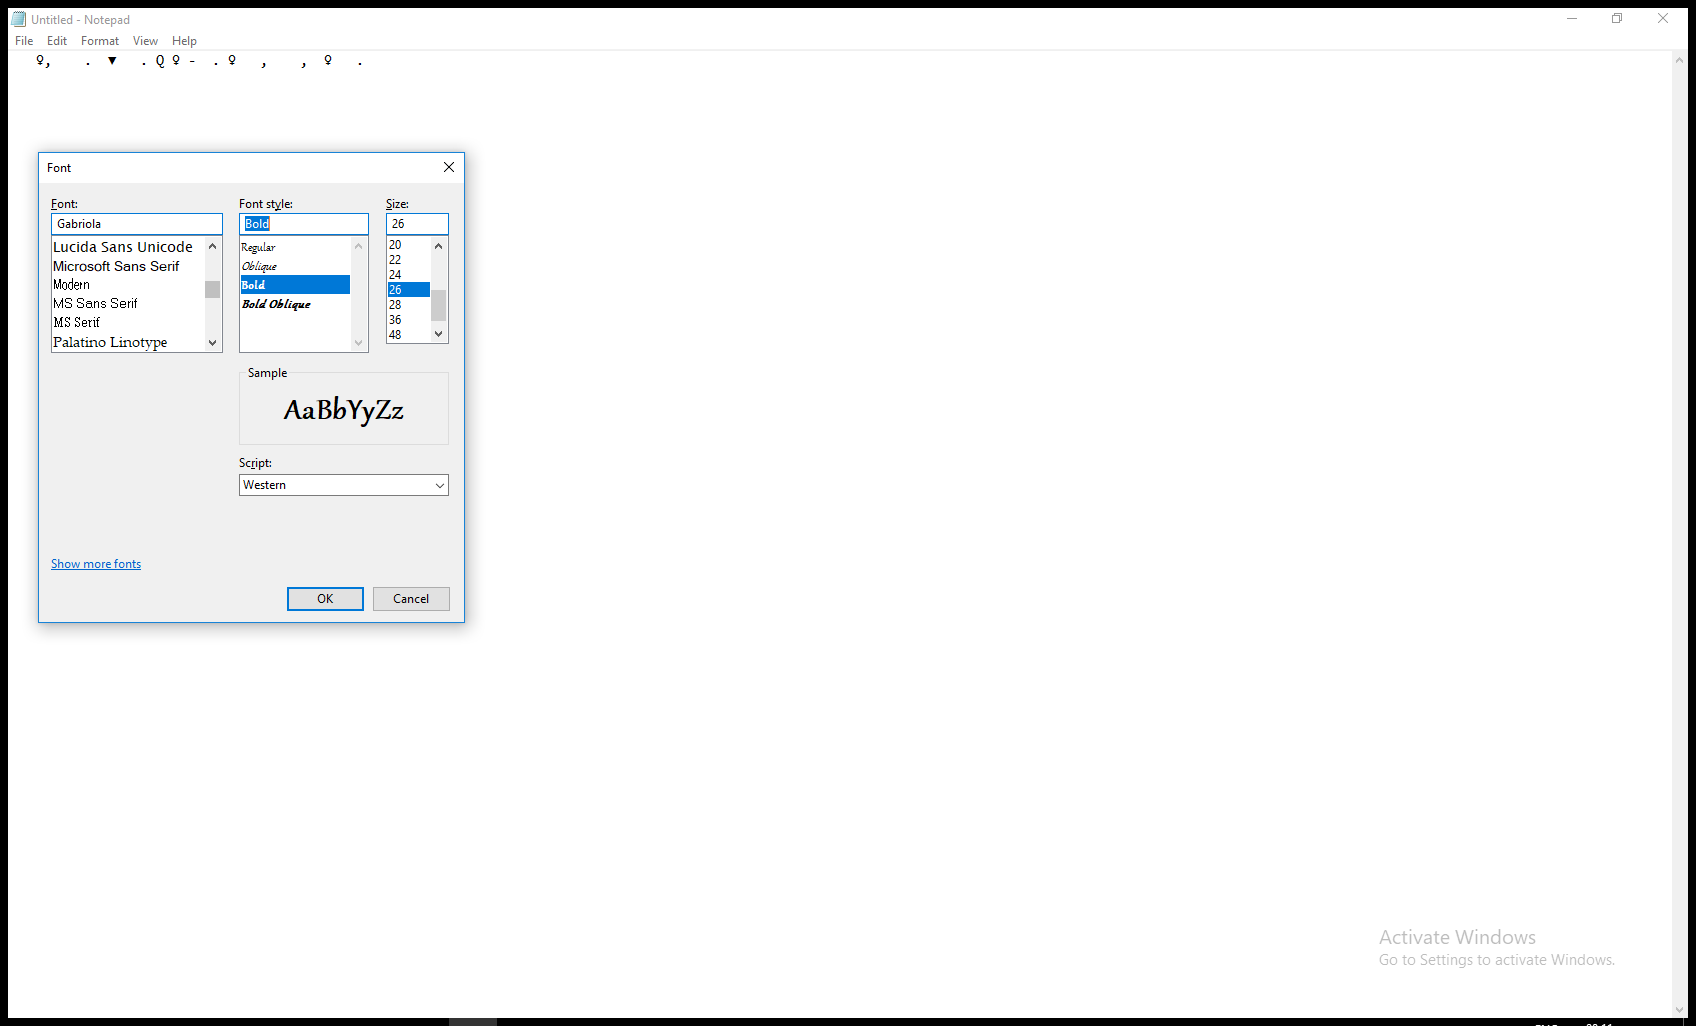 Untitled - Notepad
File Edit Format View Help
♀, . ▼ . Q ♀ - . ♀ , , ♀ .
Font
Font: Font style: Size:
Gabriola Bold 26
Lucida Sans Unicode
Microsoft Sans Serif
Modern
MS Sans Serif
MS Serif
Palatino Linotype
Regular
Oblique
Bold
Bold Oblique
20
22
24
26
28
36
48
Sample
AaBbYyZz
Script:
Western
Show more fonts
OK Cancel
Activate Windows
Go to Settings to activate Windows.